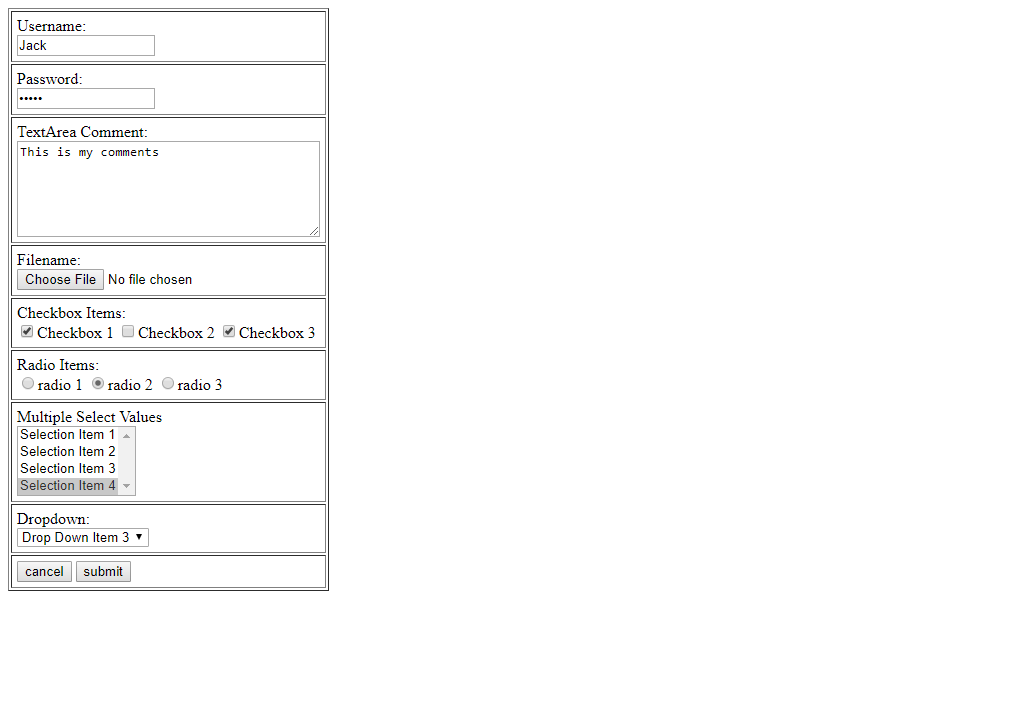 Username:
Jack
Password:
•••••
TextArea Comment:
This is my comments
Filename:
Choose File No file chosen
Checkbox Items:
Checkbox 1 Checkbox 2 Checkbox 3
Radio Items:
radio 1 radio 2 radio 3
Multiple Select Values
Selection Item 1
Selection Item 2
Selection Item 3
Selection Item 4
Dropdown:
Drop Down Item 3
cancel submit